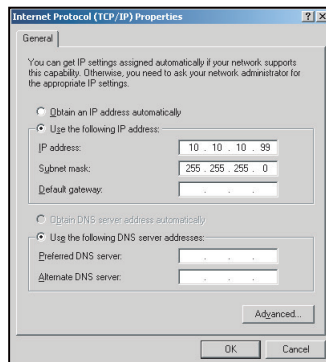 Internet Protocol (TCP/IP) Properties
General
You can get IP settings assigned automatically if your network supports
this capability. Otherwise, you need to ask your network administrator for
the appropriate IP settings.
Obtain an IP address automatically
Use the following IP address:
IP address: 10 . 10 . 10 . 99
Subnet mask: 255 . 255 . 255 . 0
Default gateway: . . .
Obtain DNS server address automatically
Use the following DNS server addresses:
Preferred DNS server: . . .
Alternate DNS server: . . .
Advanced...
OK Cancel